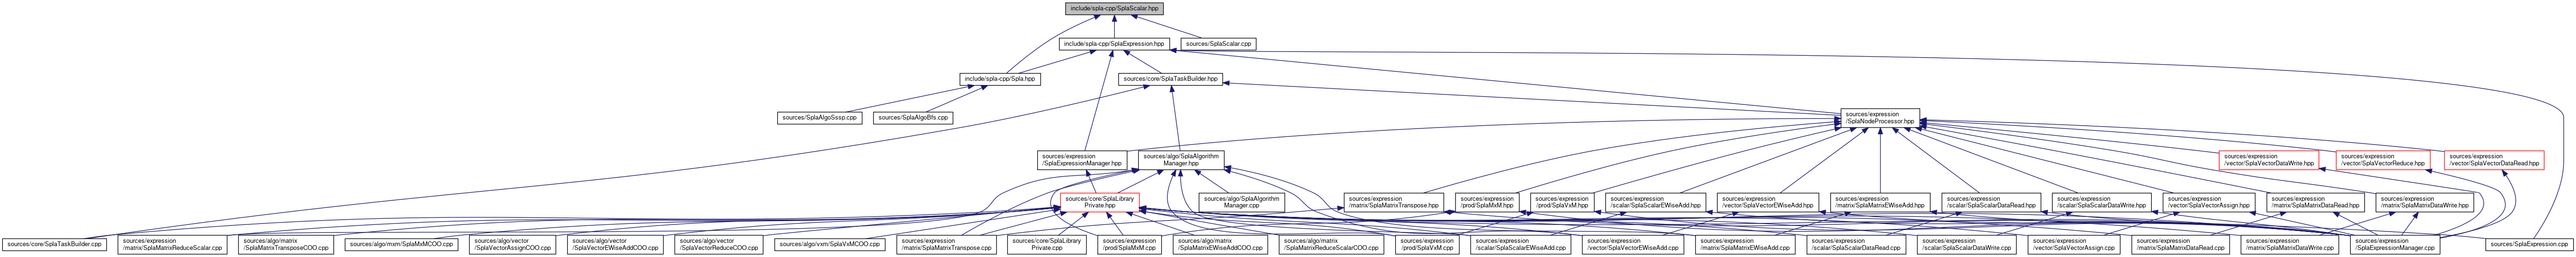 include/spla-cpp/SplaScalar.hpp
include/spla-cpp/SplaExpression.hpp
sources/SplaScalar.cpp
include/spla-cpp/Spla.hpp
sources/core/SplaTaskBuilder.hpp
sources/SplaAlgoSssp.cpp
sources/SplaAlgoBfs.cpp
sources/expression
/SplaNodeProcessor.hpp
sources/expression
/SplaExpressionManager.hpp
sources/algo/SplaAlgorithm
Manager.hpp
sources/expression
/vector/SplaVectorDataWrite.hpp
sources/expression
/vector/SplaVectorReduce.hpp
sources/expression
/vector/SplaVectorDataRead.hpp
sources/core/SplaLibrary
Private.hpp
sources/algo/SplaAlgorithm
Manager.cpp
sources/expression
/matrix/SplaMatrixTranspose.hpp
sources/expression
/prod/SplaMxM.hpp
sources/expression
/prod/SplaVxM.hpp
sources/expression
/scalar/SplaScalarEWiseAdd.hpp
sources/expression
/vector/SplaVectorEWiseAdd.hpp
sources/expression
/matrix/SplaMatrixEWiseAdd.hpp
sources/expression
/scalar/SplaScalarDataRead.hpp
sources/expression
/scalar/SplaScalarDataWrite.hpp
sources/expression
/vector/SplaVectorAssign.hpp
sources/expression
/matrix/SplaMatrixDataRead.hpp
sources/expression
/matrix/SplaMatrixDataWrite.hpp
sources/core/SplaTaskBuilder.cpp
sources/expression
/matrix/SplaMatrixReduceScalar.cpp
sources/algo/matrix
/SplaMatrixTransposeCOO.cpp
sources/algo/mxm/SplaMxMCOO.cpp
sources/algo/vector
/SplaVectorAssignCOO.cpp
sources/algo/vector
/SplaVectorEWiseAddCOO.cpp
sources/algo/vector
/SplaVectorReduceCOO.cpp
sources/algo/vxm/SplaVxMCOO.cpp
sources/expression
/matrix/SplaMatrixTranspose.cpp
sources/core/SplaLibrary
Private.cpp
sources/expression
/prod/SplaMxM.cpp
sources/algo/matrix
/SplaMatrixEWiseAddCOO.cpp
sources/algo/matrix
/SplaMatrixReduceScalarCOO.cpp
sources/expression
/prod/SplaVxM.cpp
sources/expression
/scalar/SplaScalarEWiseAdd.cpp
sources/expression
/vector/SplaVectorEWiseAdd.cpp
sources/expression
/matrix/SplaMatrixEWiseAdd.cpp
sources/expression
/scalar/SplaScalarDataRead.cpp
sources/expression
/scalar/SplaScalarDataWrite.cpp
sources/expression
/vector/SplaVectorAssign.cpp
sources/expression
/matrix/SplaMatrixDataRead.cpp
sources/expression
/matrix/SplaMatrixDataWrite.cpp
sources/expression
/SplaExpressionManager.cpp
sources/SplaExpression.cpp